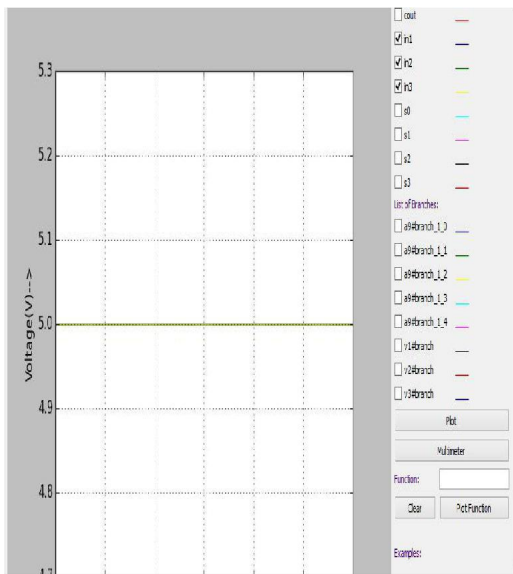 5.3
5.2
5.1
5.0
4.9
4.8
4.7
Voltage(V)-->
cout
in1
in2
in3
s0
s1
s2
s3
List of Branches:
a9#branch_1_0
a9#branch_1_1
a9#branch_1_2
a9#branch_1_3
a9#branch_1_4
v1#branch
v2#branch
v3#branch
Plot
Multimeter
Function:
Clear
Plot Function
Examples: